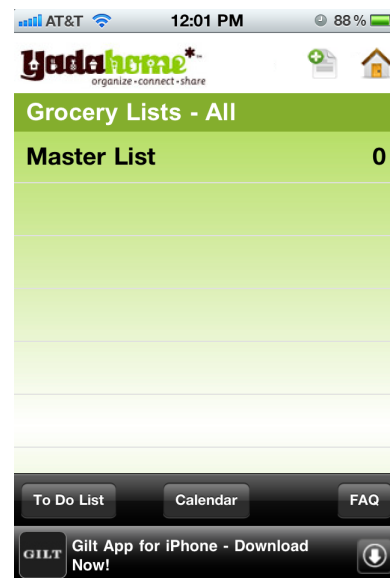 AT&T 12:01 PM 88%
Yadahome*™
organize-connect-share
Grocery Lists - All
Master List 0
To Do List Calendar FAQ
GILT Gilt App for iPhone - Download
Now!